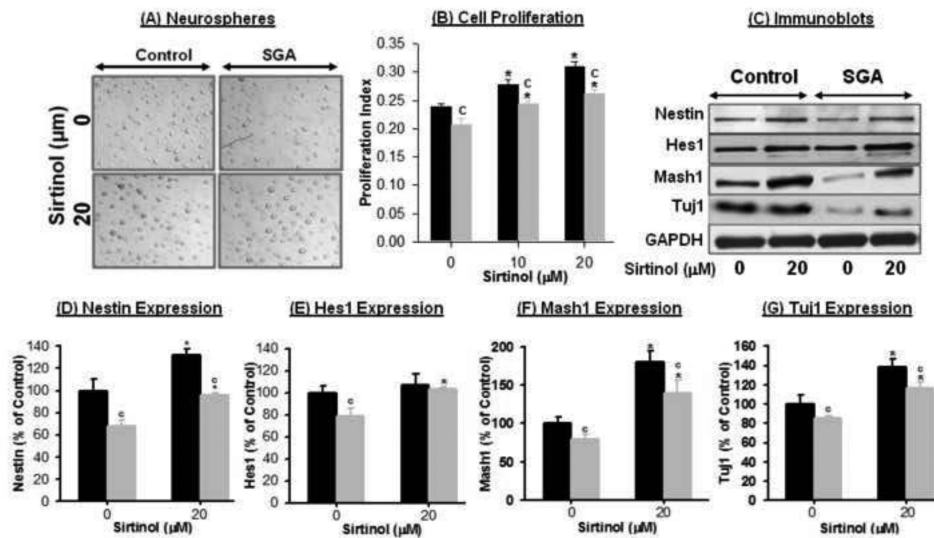 (A) Neurospheres
Control SGA
Sirtinol (µm)
0
20
(B) Cell Proliferation
Proliferation Index
0.35
0.30
0.25
0.20
0.15
0.10
0.05
0.00
* * C C * C *
0 10 20
Sirtinol (µM)
(C) Immunoblots
Control SGA
Nestin
Hes1
Mash1
Tuj1
GAPDH
Sirtinol (µM) 0 20 0 20
(D) Nestin Expression
Nestin (% of Control)
140
120
100
80
60
40
20
0
* c c *
0 20
Sirtinol (µM)
(E) Hes1 Expression
Hes1 (% of Control)
140
120
100
80
60
40
20
0
c *
0 20
Sirtinol (µM)
(F) Mash1 Expression
Mash1 (% of Control)
200
150
100
50
0
* c c *
0 20
Sirtinol (µM)
(G) Tuj1 Expression
Tuj1 (% of Control)
160
140
120
100
80
60
40
20
0
* c c *
0 20
Sirtinol (µM)